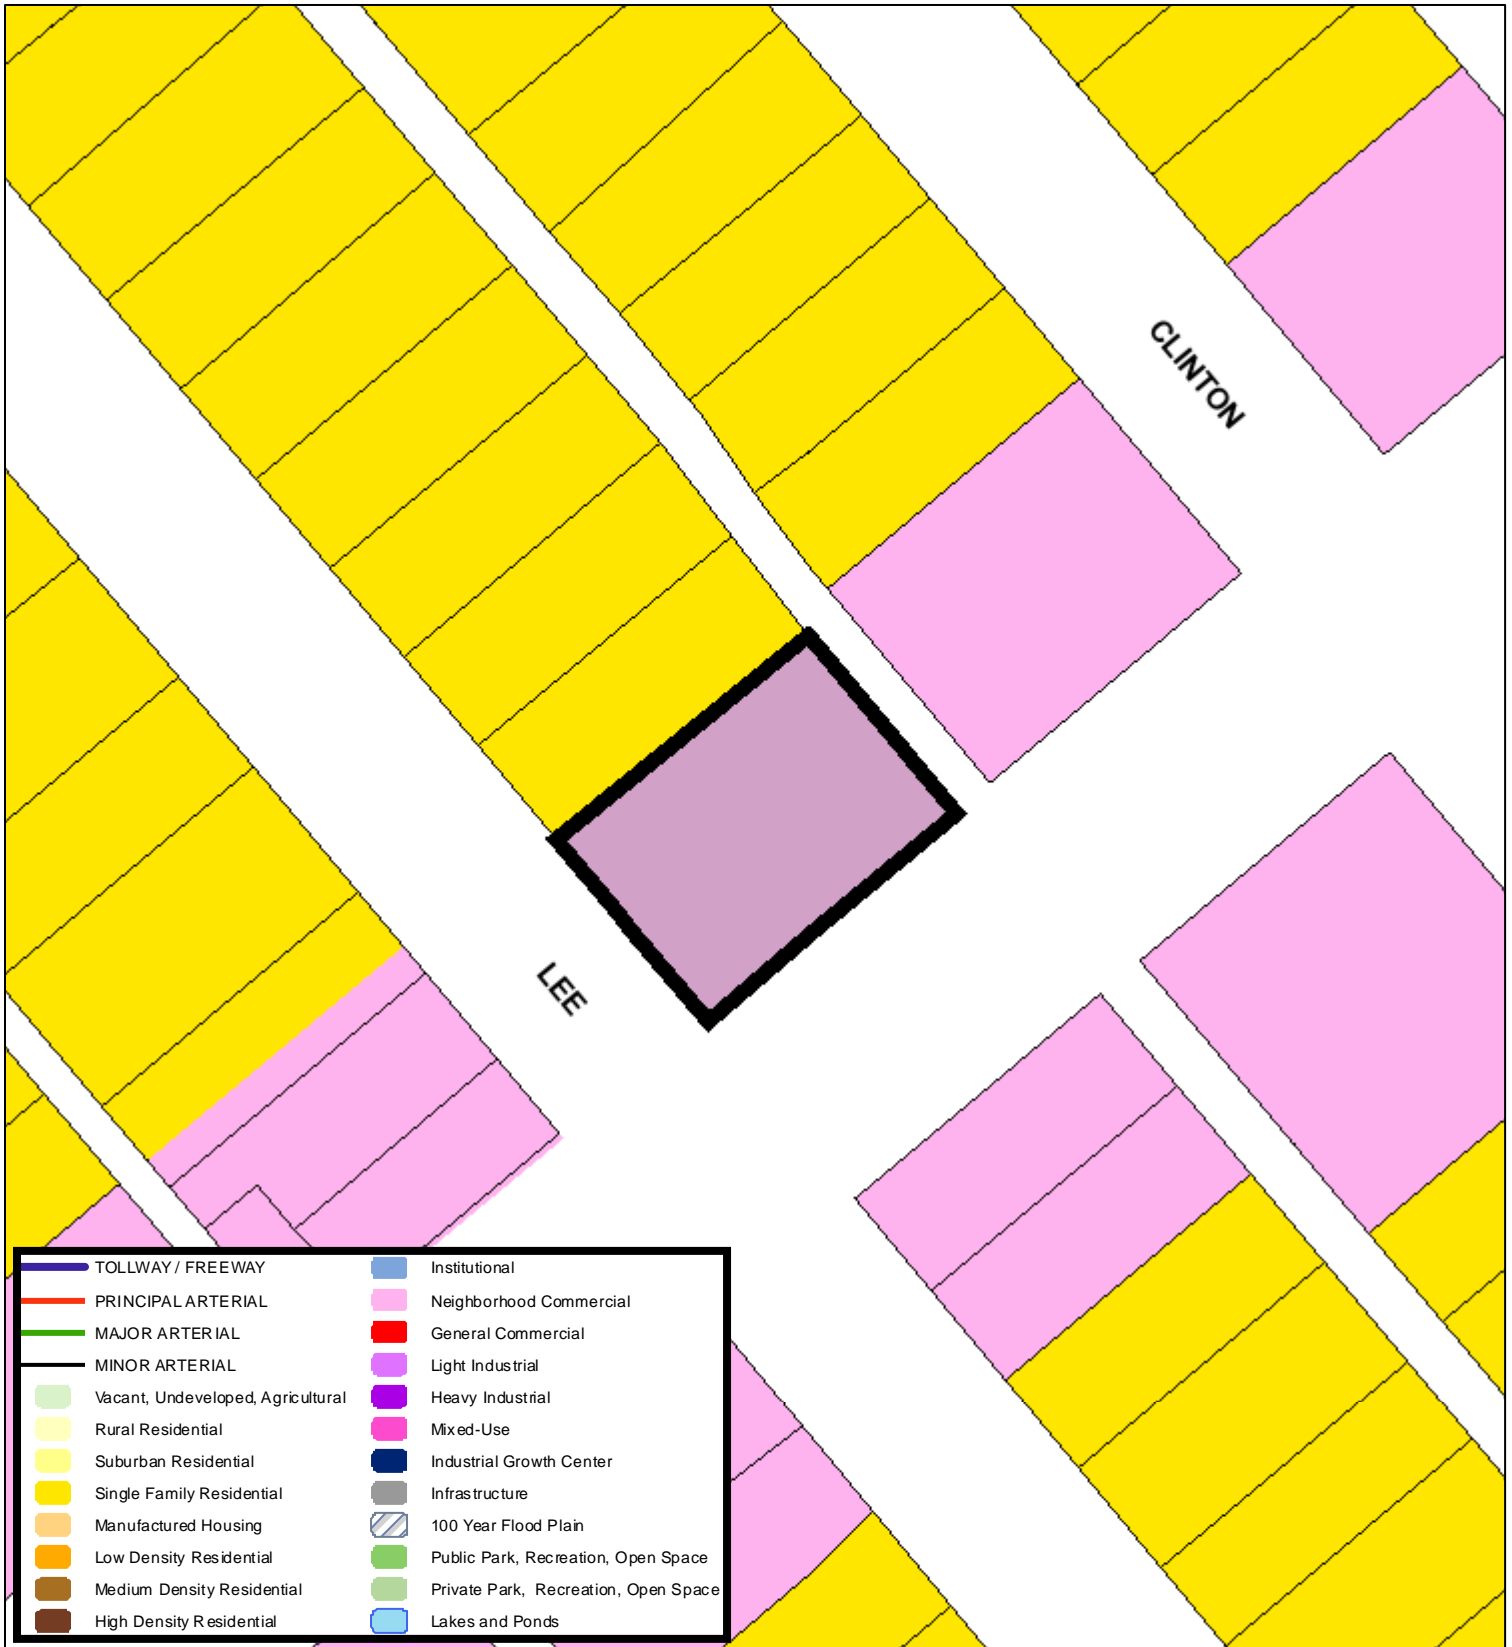 CLINTON
LEE
TOLLWAY / FREEWAY
PRINCIPAL ARTERIAL
MAJOR ARTERIAL
MINOR ARTERIAL
Vacant, Undeveloped, Agricultural
Rural Residential
Suburban Residential
Single Family Residential
Manufactured Housing
Low Density Residential
Medium Density Residential
High Density Residential
Institutional
Neighborhood Commercial
General Commercial
Light Industrial
Heavy Industrial
Mixed-Use
Industrial Growth Center
Infrastructure
100 Year Flood Plain
Public Park, Recreation, Open Space
Private Park, Recreation, Open Space
Lakes and Ponds